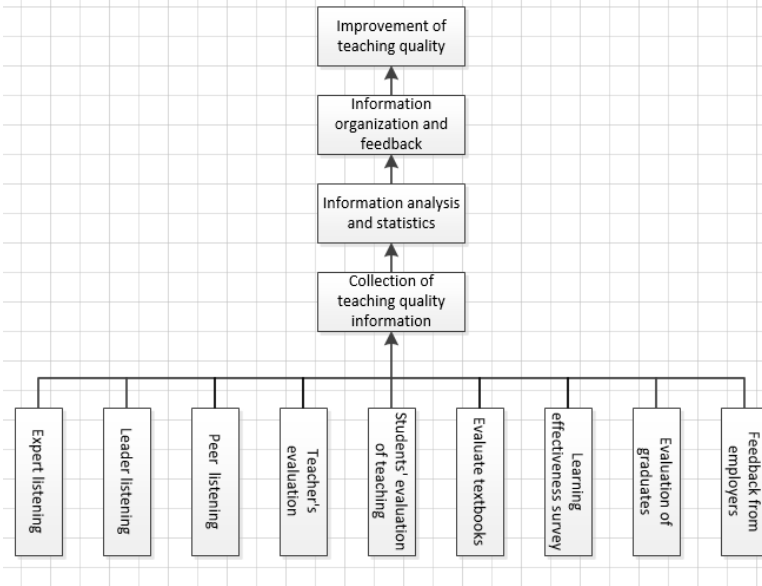 Improvement of
teaching quality
Information
organization and
feedback
Information analysis
and statistics
Collection of
teaching quality
information
Expert listening
Leader listening
Peer listening
Teacher's
evaluation
Students' evaluation
of teaching
Evaluate textbooks
Learning
effectiveness survey
Evaluation of
graduates
Feedback from
employers